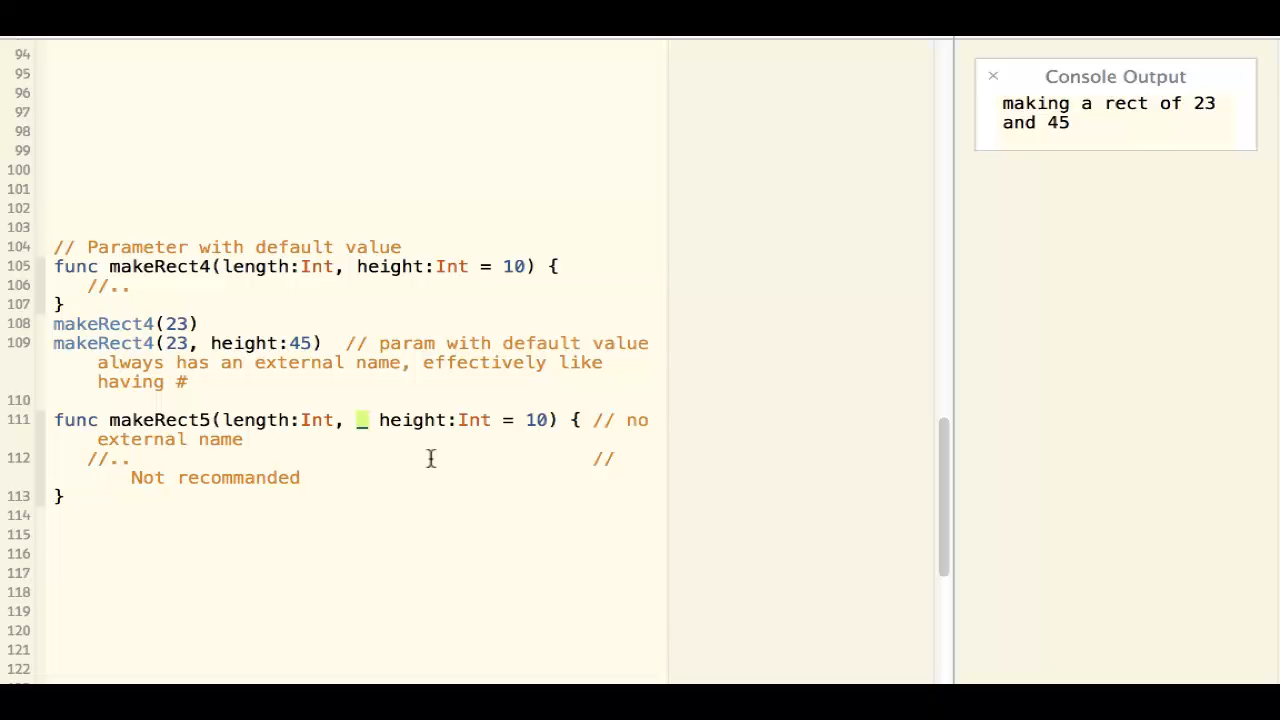 94
95
96
97
98
99
100
101
102
103
104 // Parameter with default value
105 func makeRect4(length:Int, height:Int = 10) {
106 //..
107 }
108 makeRect4(23)
109 makeRect4(23, height:45) // param with default value
always has an external name, effectively like
having #
110
111 func makeRect5(length:Int, _ height:Int = 10) { // no
external name
112 //.. //
Not recommanded
113 }
114
115
116
117
118
119
120
121
122
× Console Output
making a rect of 23
and 45